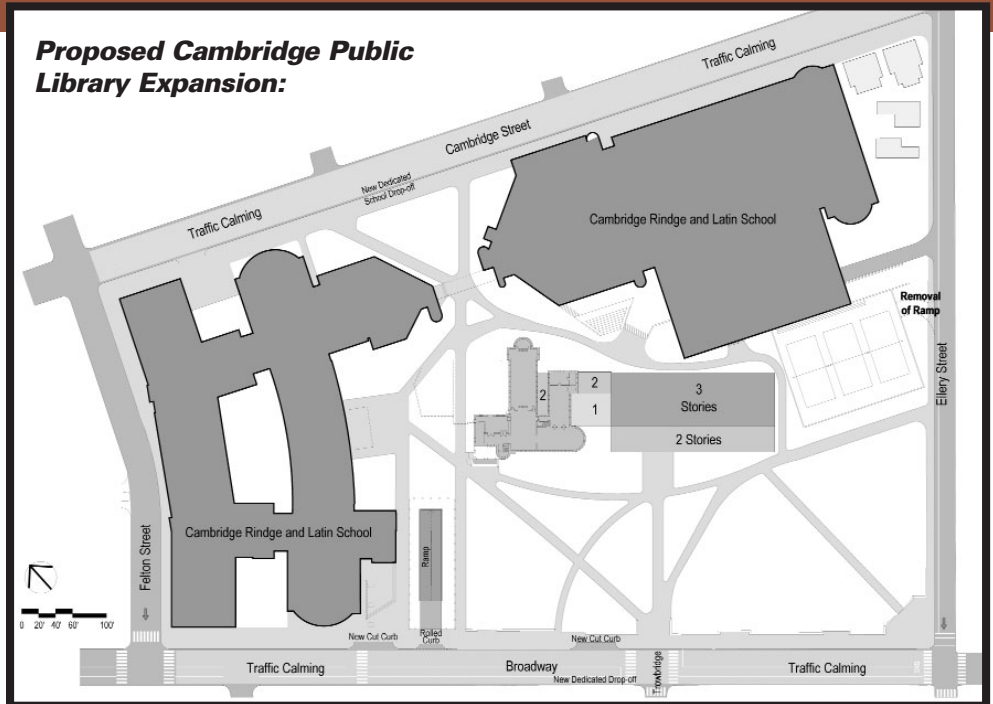 Proposed Cambridge Public
Library Expansion:
Traffic Calming
Cambridge Street
New Dedicated
School Drop-off
Traffic Calming
Cambridge Rindge and Latin School
Removal
of Ramp
Ellery Street
2
2
1
3
Stories
2 Stories
Cambridge Rindge and Latin School
Ramp
Felton Street
0 20' 40' 60' 100'
New Cut Curb
Rolled
Curb
New Cut Curb
Traffic Calming
Broadway
New Dedicated Drop-off
Trowbridge
Traffic Calming